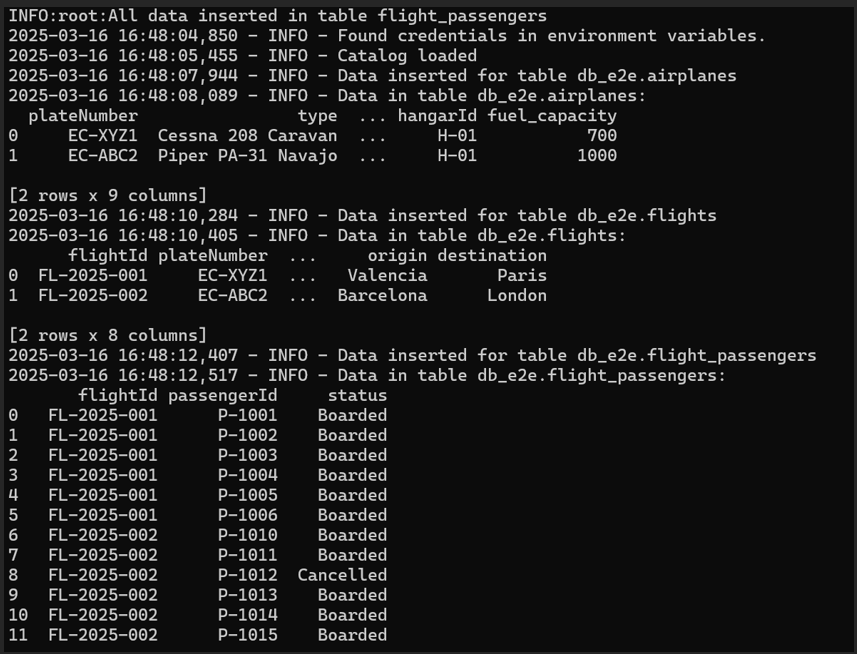 INFO:root:All data inserted in table flight_passengers
2025-03-16 16:48:04,850 - INFO - Found credentials in environment variables.
2025-03-16 16:48:05,455 - INFO - Catalog loaded
2025-03-16 16:48:07,944 - INFO - Data inserted for table db_e2e.airplanes
2025-03-16 16:48:08,089 - INFO - Data in table db_e2e.airplanes:
  plateNumber                type  ... hangarId fuel_capacity
0     EC-XYZ1  Cessna 208 Caravan  ...     H-01           700
1     EC-ABC2  Piper PA-31 Navajo  ...     H-01          1000

[2 rows x 9 columns]
2025-03-16 16:48:10,284 - INFO - Data inserted for table db_e2e.flights
2025-03-16 16:48:10,405 - INFO - Data in table db_e2e.flights:
      flightId plateNumber  ...     origin destination
0  FL-2025-001     EC-XYZ1  ...   Valencia       Paris
1  FL-2025-002     EC-ABC2  ...  Barcelona      London

[2 rows x 8 columns]
2025-03-16 16:48:12,407 - INFO - Data inserted for table db_e2e.flight_passengers
2025-03-16 16:48:12,517 - INFO - Data in table db_e2e.flight_passengers:
       flightId passengerId     status
0   FL-2025-001      P-1001    Boarded
1   FL-2025-001      P-1002    Boarded
2   FL-2025-001      P-1003    Boarded
3   FL-2025-001      P-1004    Boarded
4   FL-2025-001      P-1005    Boarded
5   FL-2025-001      P-1006    Boarded
6   FL-2025-002      P-1010    Boarded
7   FL-2025-002      P-1011    Boarded
8   FL-2025-002      P-1012  Cancelled
9   FL-2025-002      P-1013    Boarded
10  FL-2025-002      P-1014    Boarded
11  FL-2025-002      P-1015    Boarded